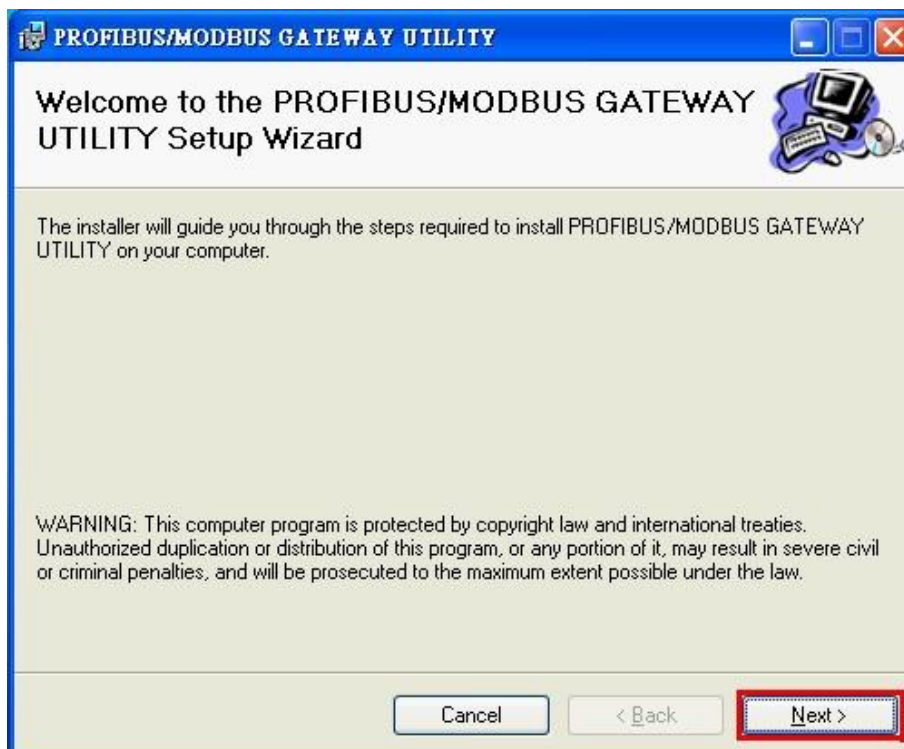 PROFIBUS/MODBUS GATEWAY UTILITY
Welcome to the PROFIBUS/MODBUS GATEWAY
UTILITY Setup Wizard
The installer will guide you through the steps required to install PROFIBUS/MODBUS GATEWAY
UTILITY on your computer.
WARNING: This computer program is protected by copyright law and international treaties.
Unauthorized duplication or distribution of this program, or any portion of it, may result in severe civil
or criminal penalties, and will be prosecuted to the maximum extent possible under the law.
Cancel < Back Next >